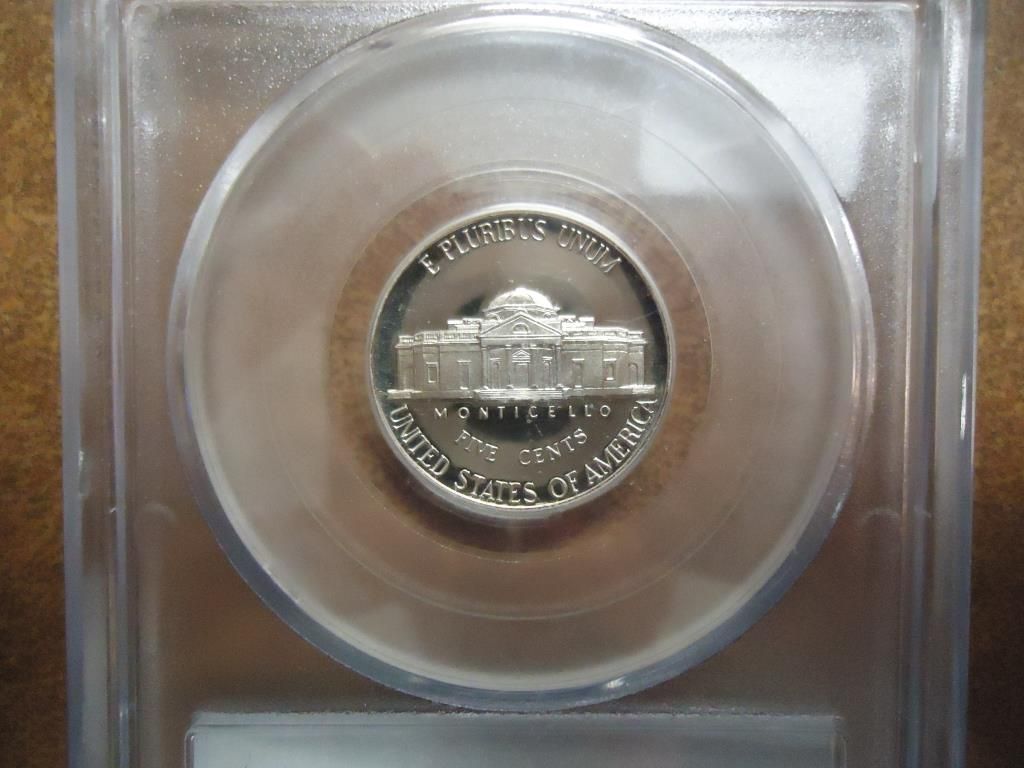 E PLURIBUS UNUM
MONTICELLO
FIVE CENTS
UNITED STATES OF AMERICA